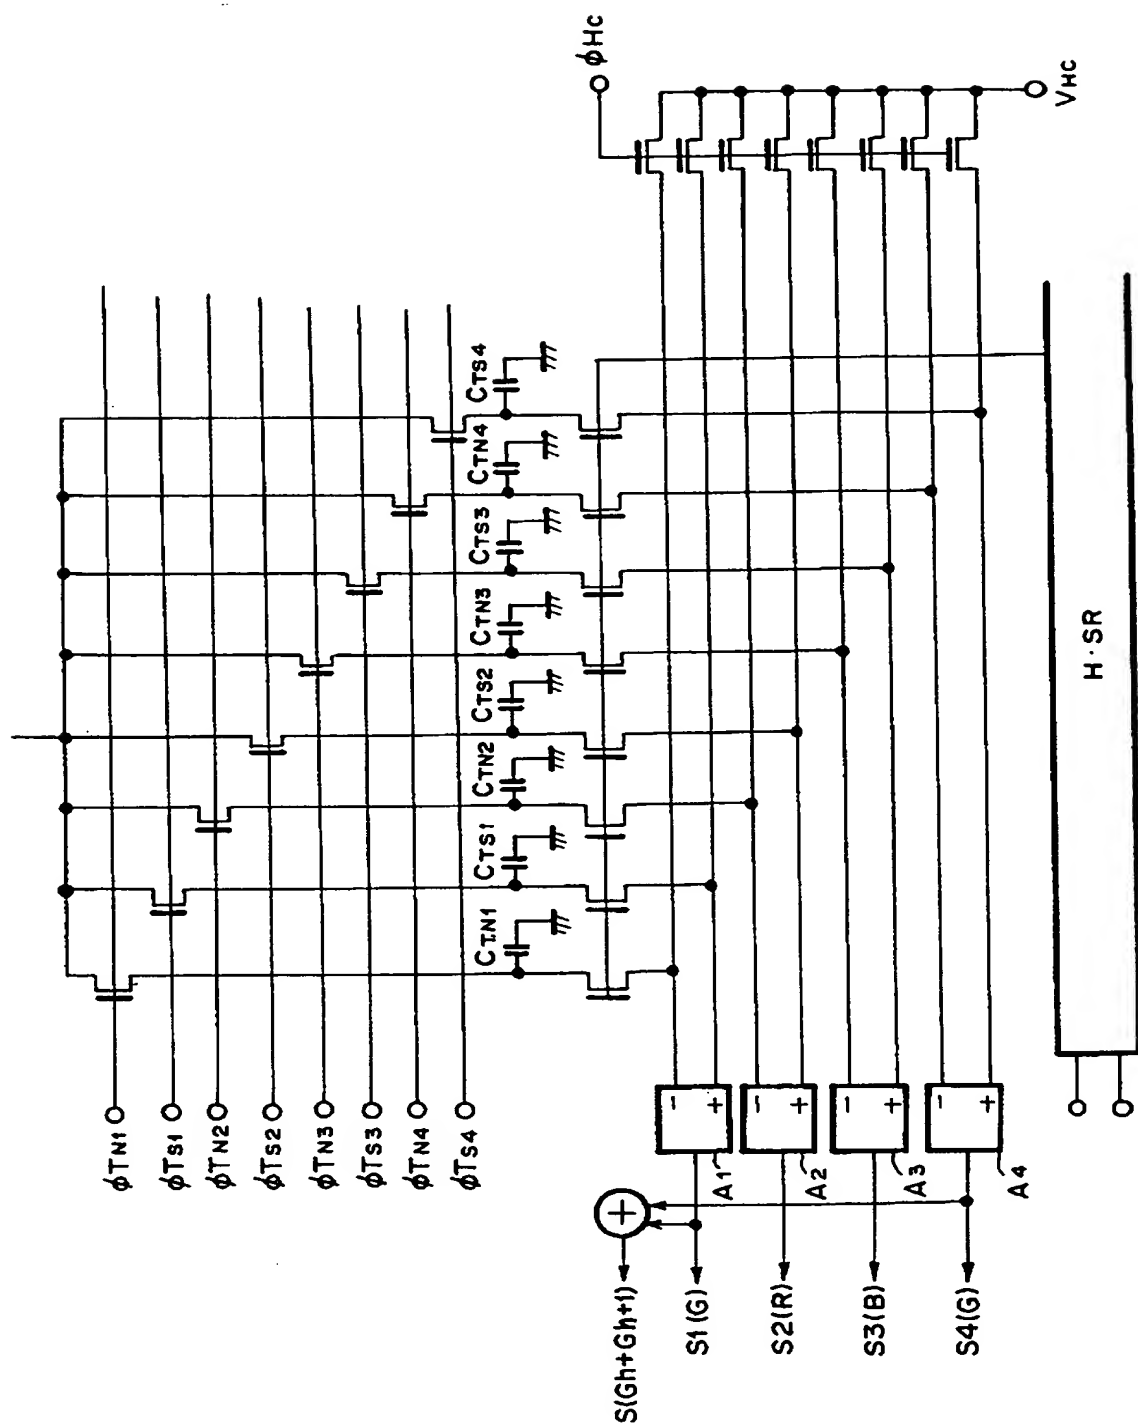 φHC
VHC
φTN1
φTS1
φTN2
φTS2
φTN3
φTS3
φTN4
φTS4
CTN1
CTS1
CTN2
CTS2
CTN3
CTS3
CTN4
CTS4
H·SR
- +
- +
- +
- +
A1
A2
A3
A4
+
S(Gh+Gh+1)
S1(G)
S2(R)
S3(B)
S4(G)